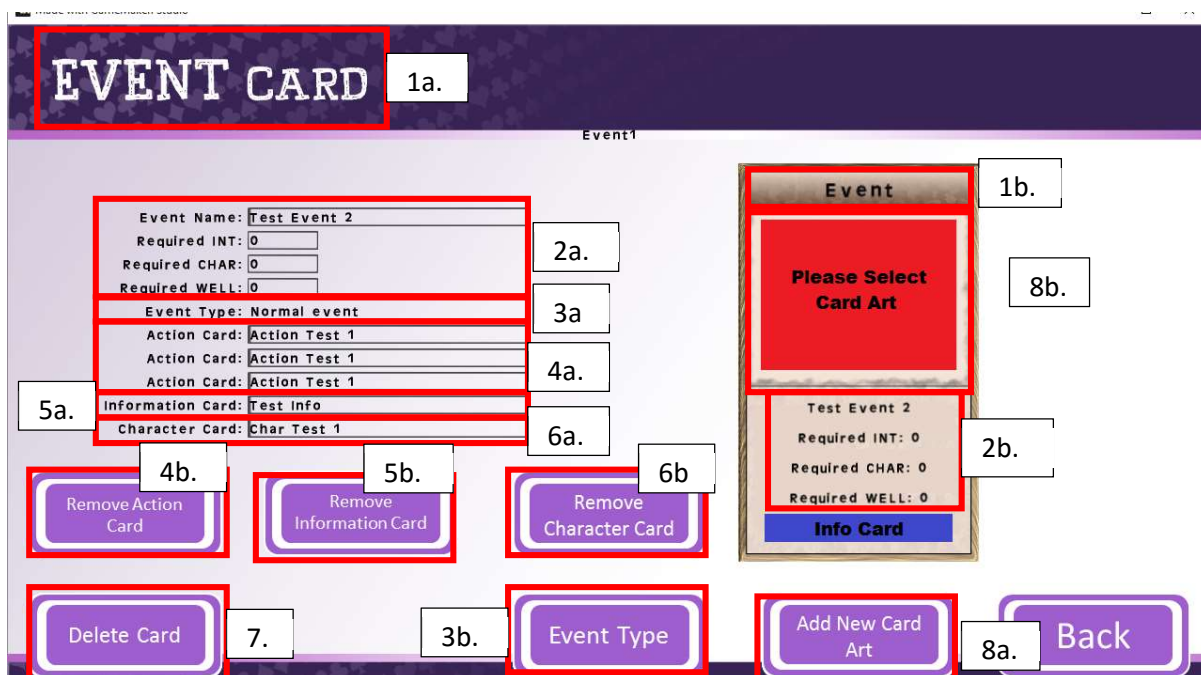 Made with GameMaker Studio
EVENT CARD
1a.
Event1
Event
1b.
Event Name: Test Event 2
Required INT: 0
Required CHAR: 0
Required WELL: 0
2a.
Please Select
Card Art
8b.
Event Type: Normal event
3a
Action Card: Action Test 1
Action Card: Action Test 1
Action Card: Action Test 1
4a.
5a.
Information Card: Test Info
Character Card: Char Test 1
6a.
Test Event 2
Required INT: 0
Required CHAR: 0
Required WELL: 0
2b.
Info Card
4b.
Remove Action
Card
5b.
Remove
Information Card
6b
Remove
Character Card
Delete Card
7.
3b.
Event Type
Add New Card
Art
8a.
Back